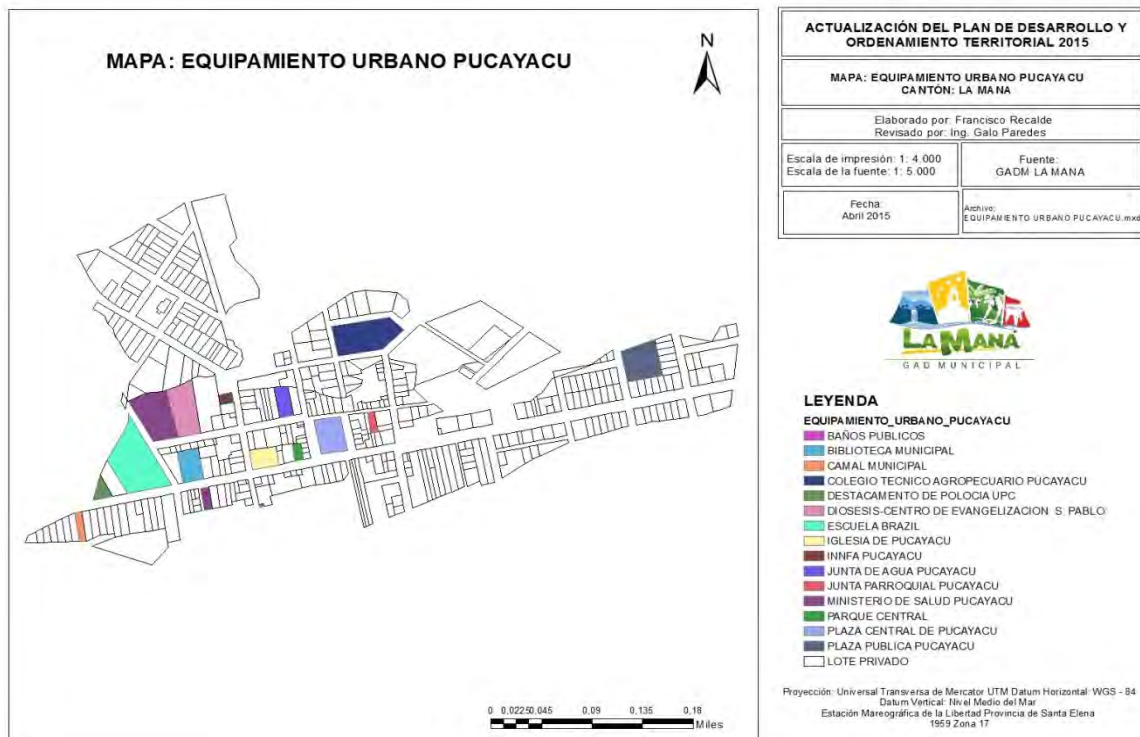 MAPA: EQUIPAMIENTO URBANO PUCAYACU
N
0 0,02250,045 0,09 0,135 0,18
Miles
ACTUALIZACIÓN DEL PLAN DE DESARROLLO Y
ORDENAMIENTO TERRITORIAL 2015
MAPA: EQUIPAMIENTO URBANO PUCAYACU
CANTÓN: LA MANA
Elaborado por: Francisco Recalde
Revisado por: Ing. Galo Paredes
Escala de impresión: 1: 4.000
Escala de la fuente: 1: 5.000
Fuente:
GADM LA MANA
Fecha:
Abril 2015
Archivo:
EQUIPAMIENTO URBANO PUCAYACU.mxd
LA MANÁ
GAD MUNICIPAL
LEYENDA
EQUIPAMIENTO_URBANO_PUCAYACU
BAÑOS PUBLICOS
BIBLIOTECA MUNICIPAL
CAMAL MUNICIPAL
COLEGIO TECNICO AGROPECUARIO PUCAYACU
DESTACAMENTO DE POLOCIA UPC
DIOSESIS-CENTRO DE EVANGELIZACION S. PABLO
ESCUELA BRAZIL
IGLESIA DE PUCAYACU
INNFA PUCAYACU
JUNTA DE AGUA PUCAYACU
JUNTA PARROQUIAL PUCAYACU
MINISTERIO DE SALUD PUCAYACU
PARQUE CENTRAL
PLAZA CENTRAL DE PUCAYACU
PLAZA PUBLICA PUCAYACU
LOTE PRIVADO
Proyección: Universal Transversa de Mercator UTM Datum Horizontal: WGS - 84
Datum Vertical: Nivel Medio del Mar
Estación Mareográfica de la Libertad Provincia de Santa Elena
1959 Zona 17